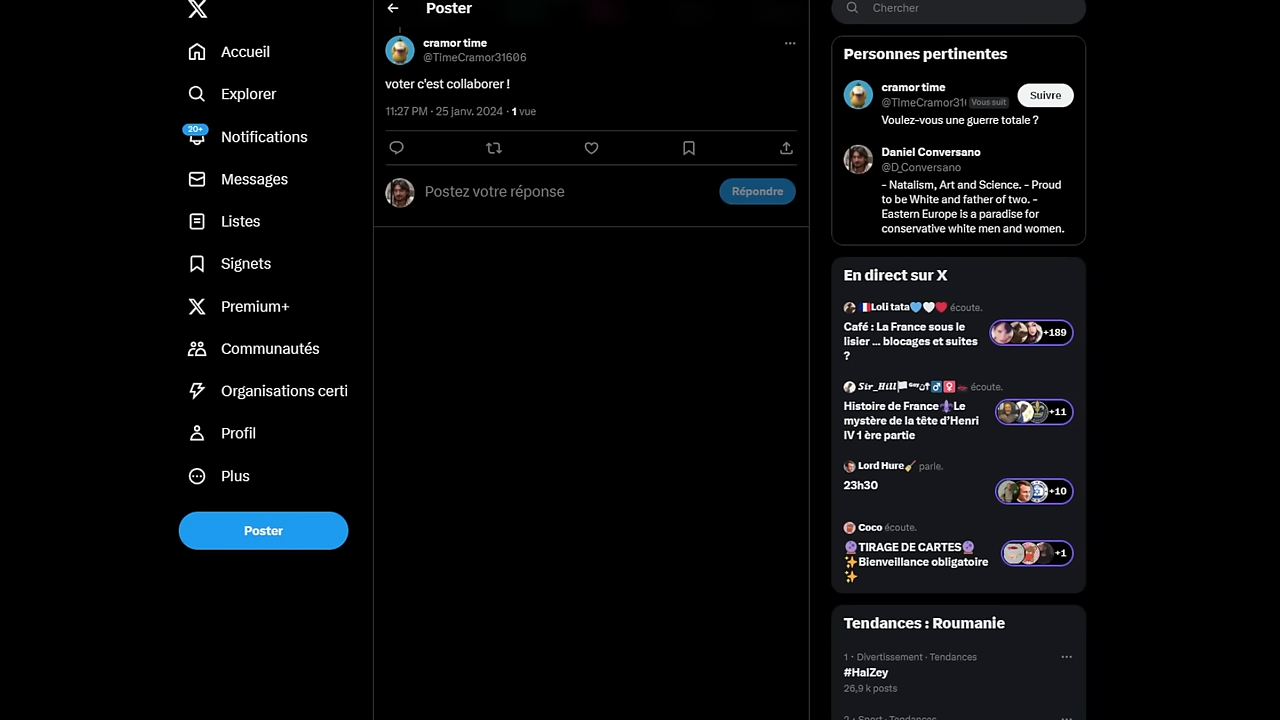 Accueil
Explorer
20+
Notifications
Messages
Listes
Signets
Premium+
Communautés
Organisations certi
Profil
Plus
Poster
Poster
cramor time
@TimeCramor31606
voter c'est collaborer !
11:27 PM · 25 janv. 2024 · 1 vue
Postez votre réponse
Répondre
Chercher
Personnes pertinentes
cramor time
@TimeCramor31 Vous suit
Suivre
Voulez-vous une guerre totale ?
Daniel Conversano
@D_Conversano
- Natalism, Art and Science. - Proud
to be White and father of two. -
Eastern Europe is a paradise for
conservative white men and women.
En direct sur X
🇫🇷Loli tata💙🤍❤️ écoute.
Café : La France sous le
lisier ... blocages et suites
?
+189
Sir_Hill écoute.
Histoire de France⚜️Le
mystère de la tête d'Henri
IV 1 ère partie
+11
Lord Hure🧹 parle.
23h30
+10
Coco écoute.
🔮TIRAGE DE CARTES🔮
✨Bienveillance obligatoire
✨
+1
Tendances : Roumanie
1 · Divertissement · Tendances
#HalZey
26,9 k posts
2 · Sport · Tendances